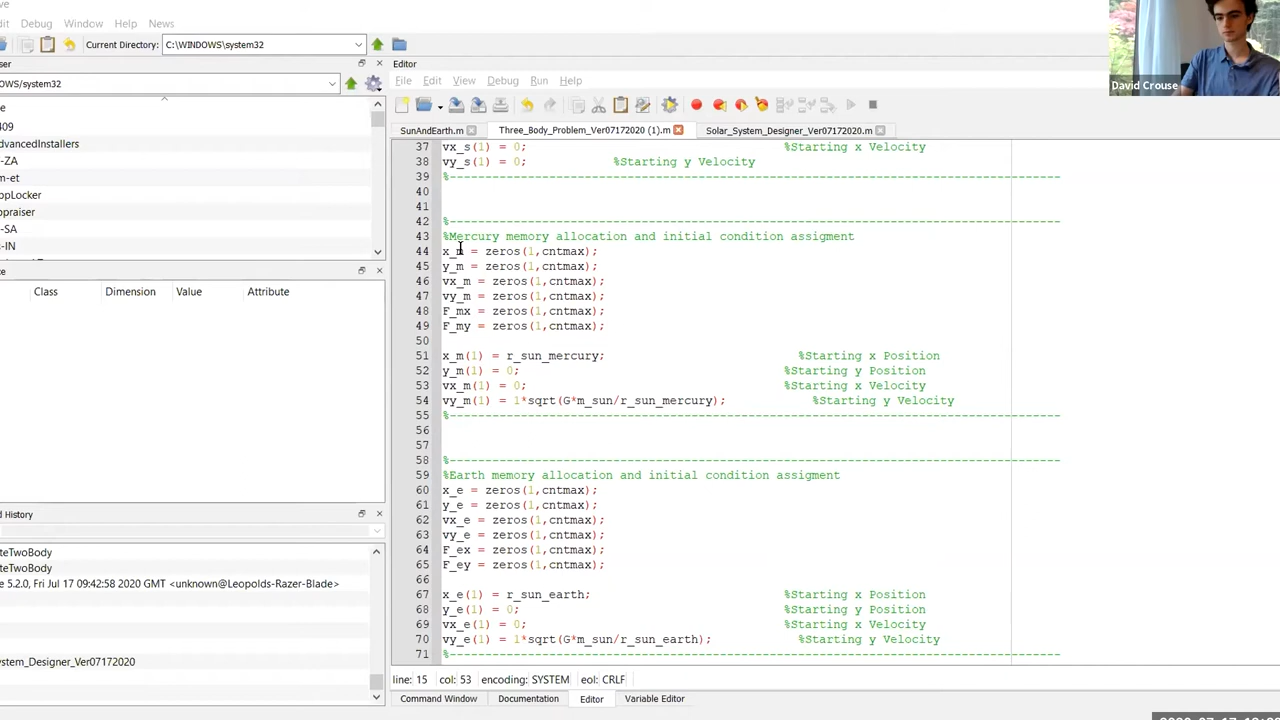 dit Debug Window Help News
Current Directory: C:\WINDOWS\system32
Editor
David Crouse
ser
OWS/system32
File Edit View Debug Run Help
e
409
dvancedInstallers
-ZA
m-et
ppLocker
ppraiser
-SA
s-IN
SunAndEarth.m Three_Body_Problem_Ver07172020 (1).m Solar_System_Designer_Ver07172020.m
37 vx_s(1) = 0; %Starting x Velocity
38 vy_s(1) = 0; %Starting y Velocity
39 %--------------------------------------------------------------------------------------
40
41
42 %--------------------------------------------------------------------------------------
43 %Mercury memory allocation and initial condition assigment
44 x_m = zeros(1,cntmax);
45 y_m = zeros(1,cntmax);
46 vx_m = zeros(1,cntmax);
47 vy_m = zeros(1,cntmax);
48 F_mx = zeros(1,cntmax);
49 F_my = zeros(1,cntmax);
50
51 x_m(1) = r_sun_mercury; %Starting x Position
52 y_m(1) = 0; %Starting y Position
53 vx_m(1) = 0; %Starting x Velocity
54 vy_m(1) = 1*sqrt(G*m_sun/r_sun_mercury); %Starting y Velocity
55 %--------------------------------------------------------------------------------------
56
57
58 %--------------------------------------------------------------------------------------
59 %Earth memory allocation and initial condition assigment
60 x_e = zeros(1,cntmax);
61 y_e = zeros(1,cntmax);
62 vx_e = zeros(1,cntmax);
63 vy_e = zeros(1,cntmax);
64 F_ex = zeros(1,cntmax);
65 F_ey = zeros(1,cntmax);
66
67 x_e(1) = r_sun_earth; %Starting x Position
68 y_e(1) = 0; %Starting y Position
69 vx_e(1) = 0; %Starting x Velocity
70 vy_e(1) = 1*sqrt(G*m_sun/r_sun_earth); %Starting y Velocity
71 %--------------------------------------------------------------------------------------
ce
Class Dimension Value Attribute
d History
teTwoBody
teTwoBody
e 5.2.0, Fri Jul 17 09:42:58 2020 GMT <unknown@Leopolds-Razer-Blade>
ystem_Designer_Ver07172020
line: 15 col: 53 encoding: SYSTEM eol: CRLF
Command Window Documentation Editor Variable Editor